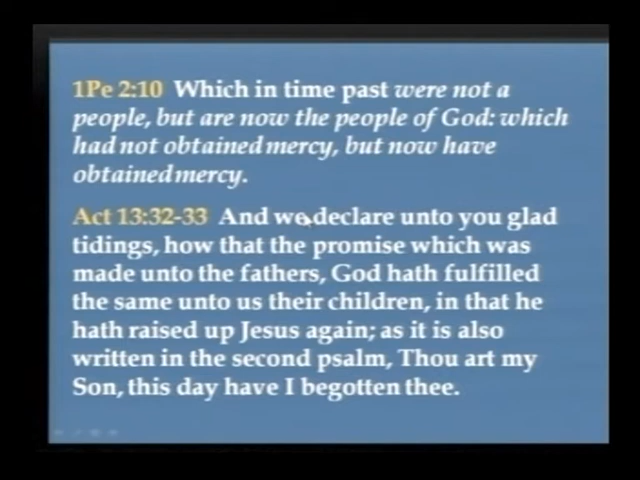 1Pe 2:10 Which in time past were not a
people, but are now the people of God: which
had not obtained mercy, but now have
obtained mercy.
Act 13:32-33 And we declare unto you glad
tidings, how that the promise which was
made unto the fathers, God hath fulfilled
the same unto us their children, in that he
hath raised up Jesus again; as it is also
written in the second psalm, Thou art my
Son, this day have I begotten thee.